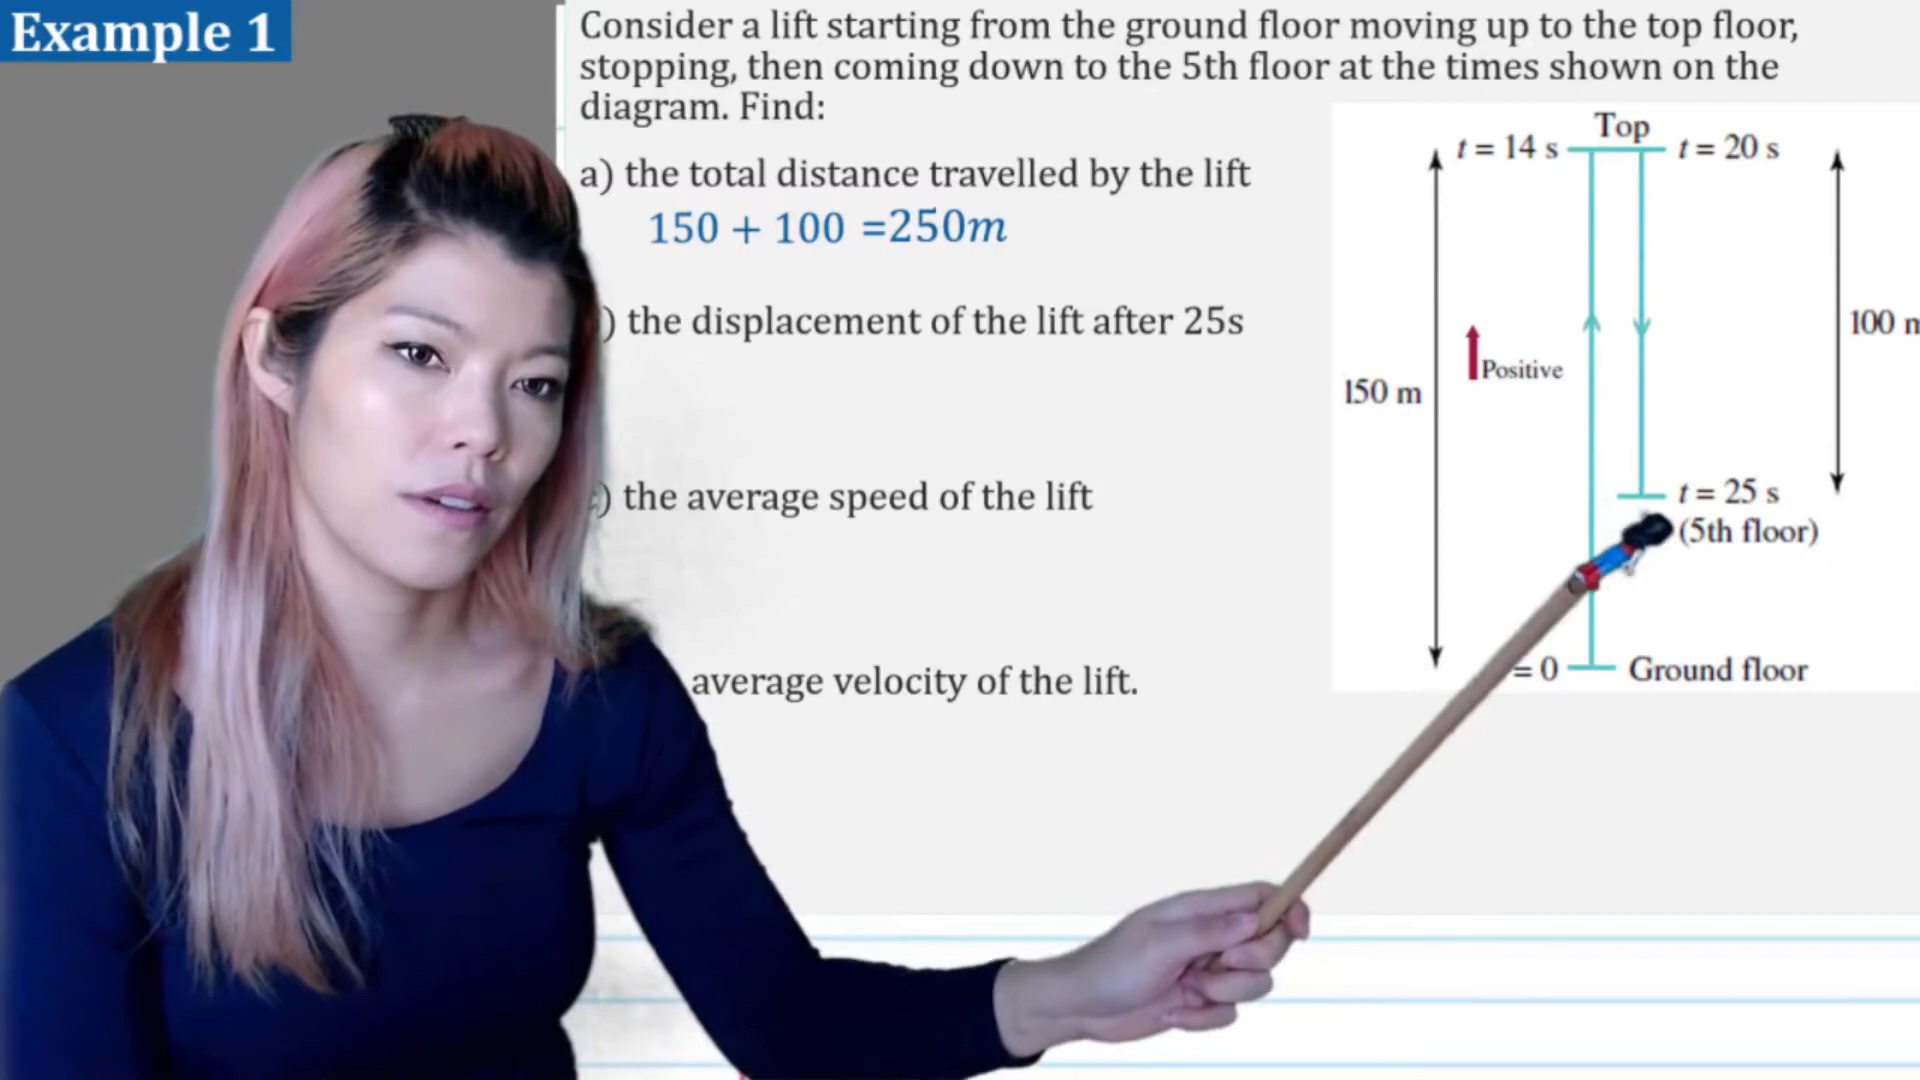 Example 1
Consider a lift starting from the ground floor moving up to the top floor,
stopping, then coming down to the 5th floor at the times shown on the
diagram. Find:
a) the total distance travelled by the lift
150 + 100 =250m
) the displacement of the lift after 25s
) the average speed of the lift
average velocity of the lift.
Top
t = 14 s
t = 20 s
100 m
Positive
150 m
t = 25 s
(5th floor)
= 0
Ground floor